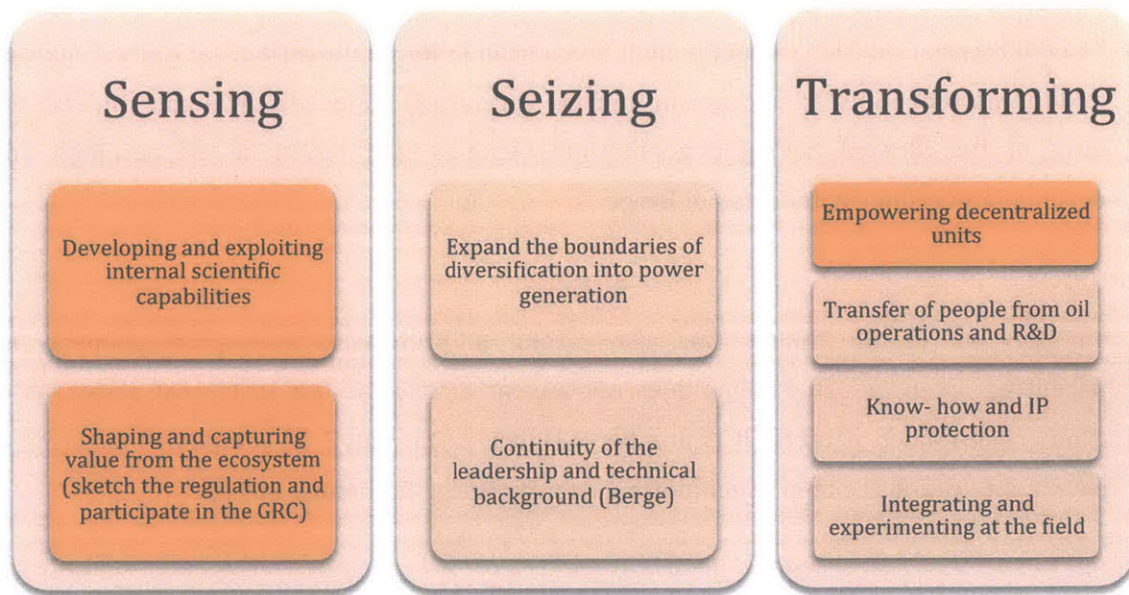 Sensing
Developing and exploiting
internal scientific
capabilities
Shaping and capturing
value from the ecosystem
(sketch the regulation and
participate in the GRC)
Seizing
Expand the boundaries of
diversification into power
generation
Continuity of the
leadership and technical
background (Berge)
Transforming
Empowering decentralized
units
Transfer of people from oil
operations and R&D
Know- how and IP
protection
Integrating and
experimenting at the field